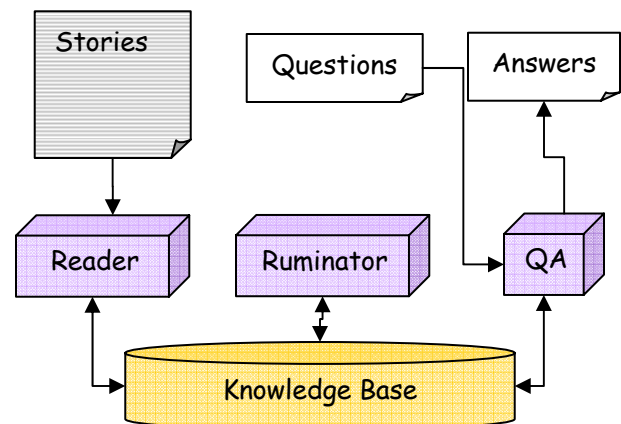 Stories
Questions
Answers
Reader
Ruminator
QA
Knowledge Base